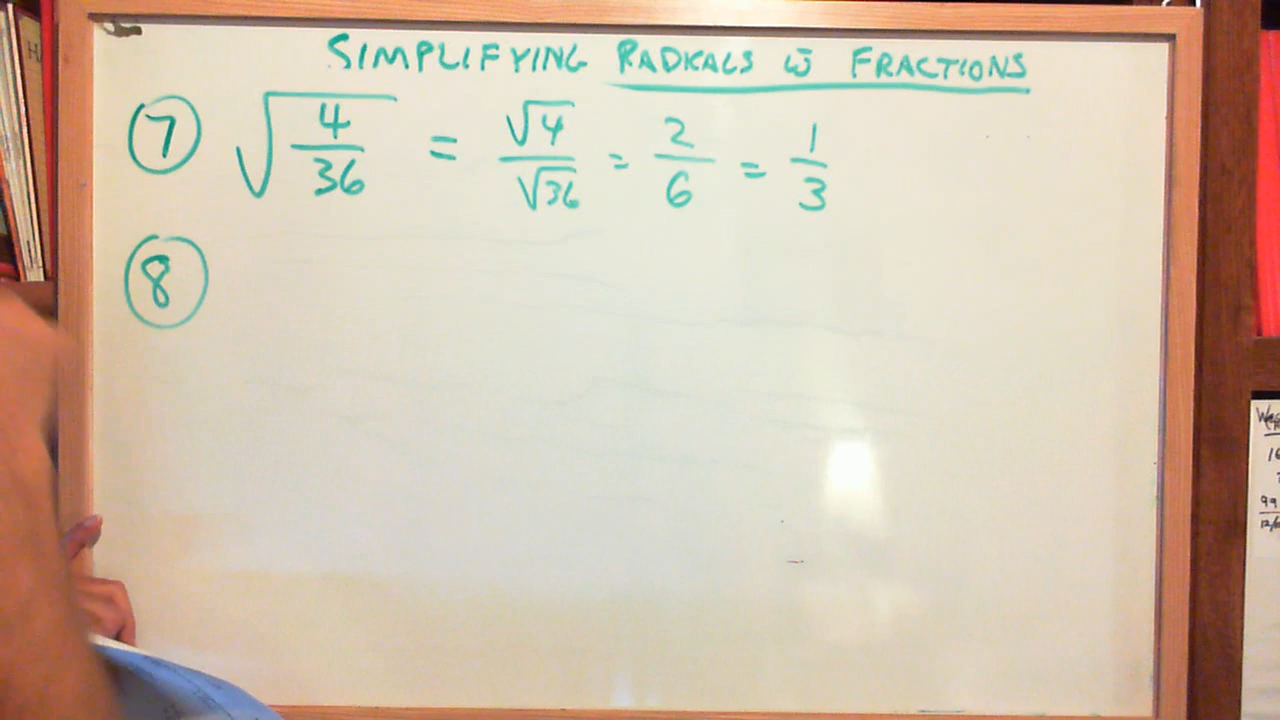 SIMPLIFYING RADICALS w̄ FRACTIONS
7 √(4/36) = √4/√36 = 2/6 = 1/3
8